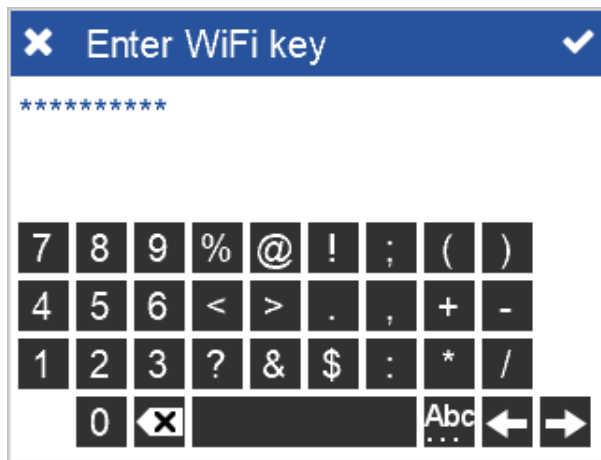 Enter WiFi key
**********
7 8 9 % @ ! ; ( )
4 5 6 < > . , + -
1 2 3 ? & $ : * /
0 Abc...